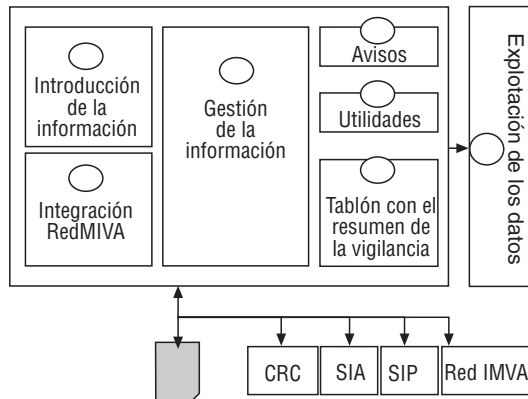 Introducción
de la
información
Integración
RedMIVA
Gestión
de la
información
Avisos
Utilidades
Tablón con el
resumen de
la vigilancia
Explotación de los datos
CRC
SIA
SIP
Red IMVA